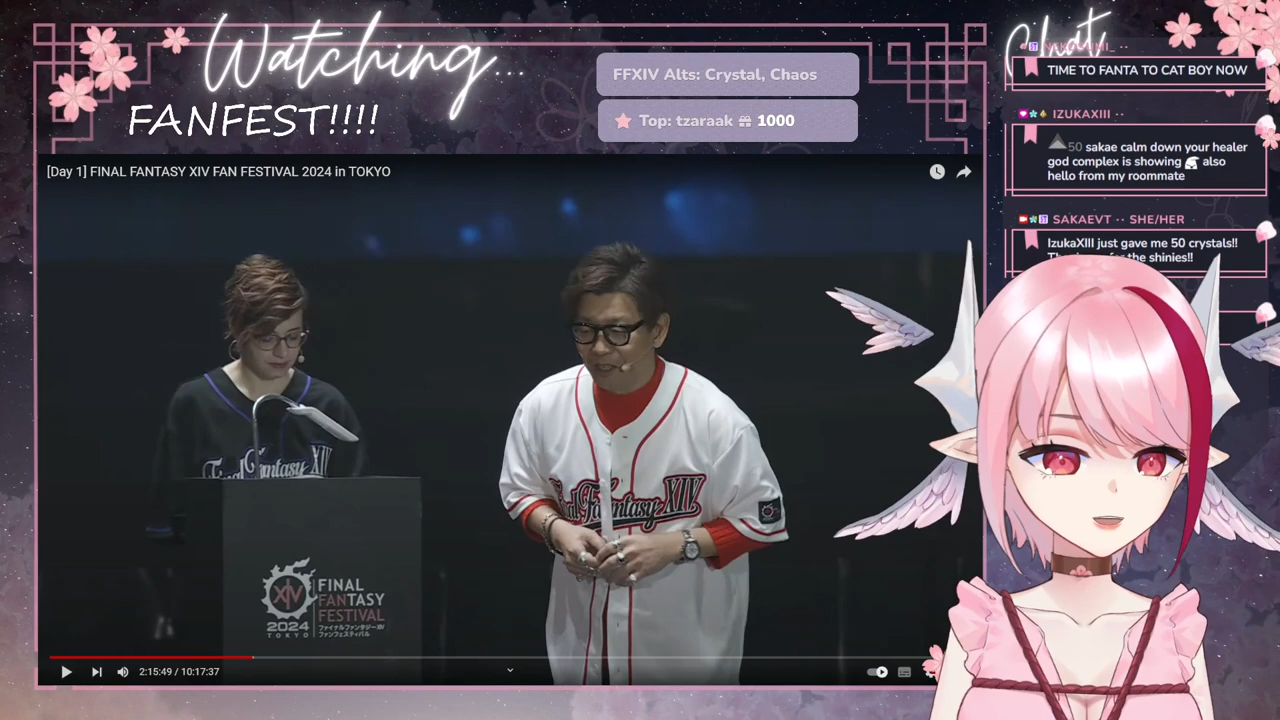 Watching...
FANFEST!!!!
FFXIV Alts: Crystal, Chaos
Top: tzaraak 1000
Chat
TIME TO FANTA TO CAT BOY NOW
IZUKAXIII
50 sakae calm down your healer
god complex is showing also
hello from my roommate
SAKAEVT SHE/HER
IzukaXIII just gave me 50 crystals!!
the shinies!!
[Day 1] FINAL FANTASY XIV FAN FESTIVAL 2024 in TOKYO
Final Fantasy XIV
Final Fantasy XIV
XIV
FINAL
FANTASY
FESTIVAL
2024
TOKYO
ファイナルファンタジーXIV
ファンフェスティバル
2:15:49 / 10:17:37